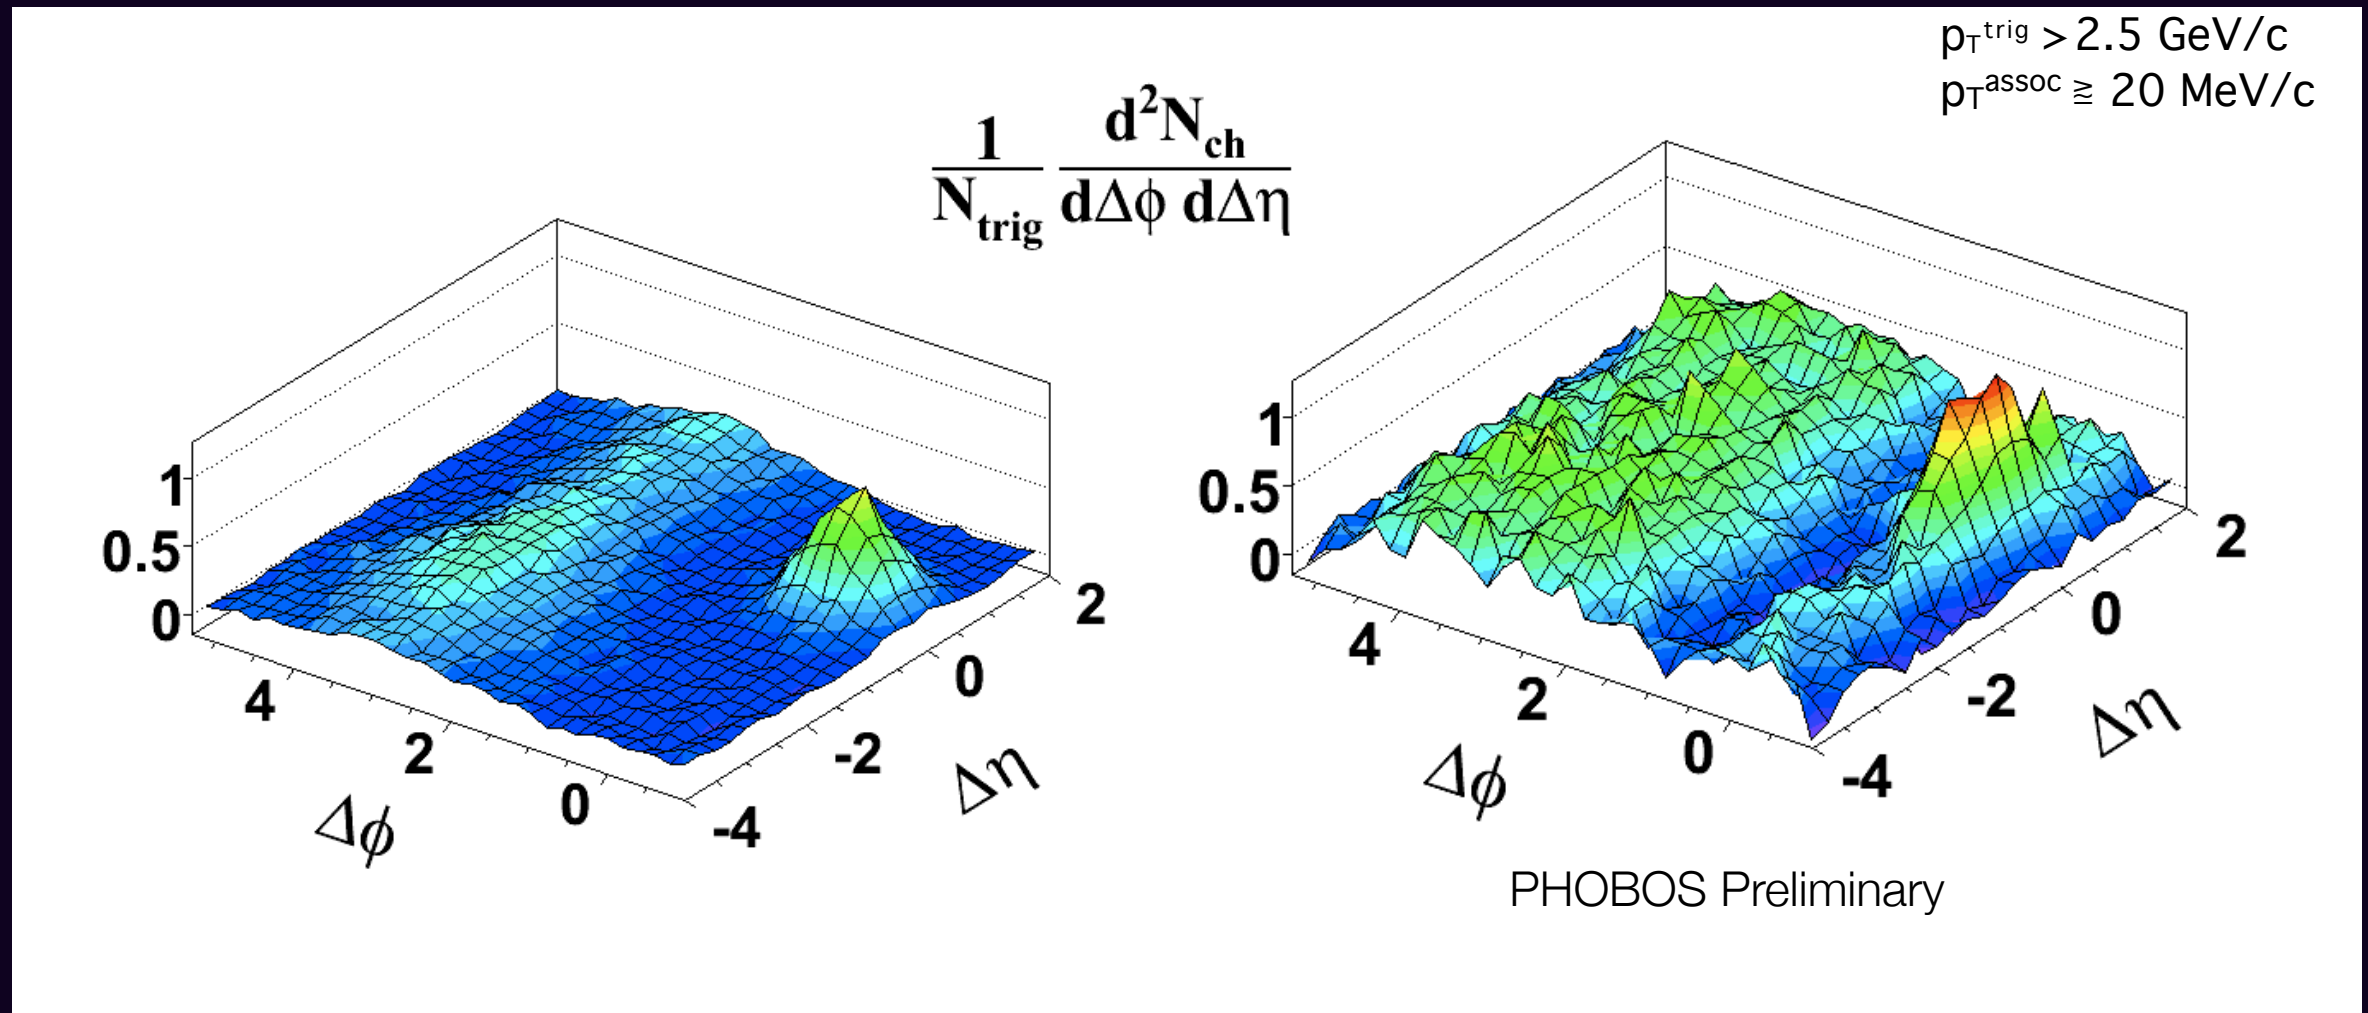 pTtrig > 2.5 GeV/c
pTassoc ≧ 20 MeV/c
1 d²Nch
Ntrig dΔϕ dΔη
1
0.5
0
4
2
0
Δϕ
-4
-2
0
2
Δη
1
0.5
0
4
2
0
Δϕ
-4
-2
0
2
Δη
PHOBOS Preliminary